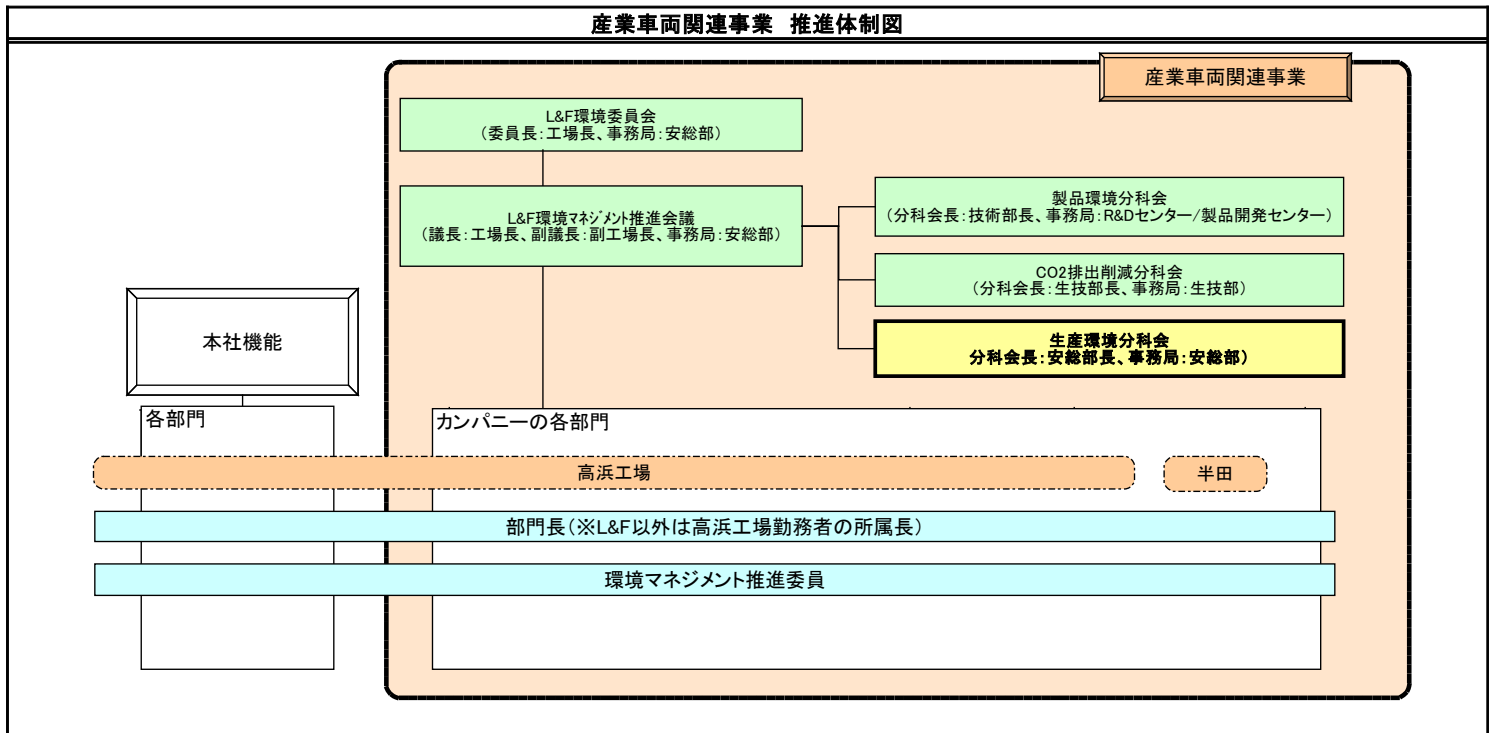 産業車両関連事業 推進体制図
産業車両関連事業
L&F環境委員会
（委員長：工場長、事務局：安総部）
L&F環境マネジメント推進会議
（議長：工場長、副議長：副工場長、事務局：安総部）
製品環境分科会
（分科会長：技術部長、事務局：R&Dセンター/製品開発センター）
CO2排出削減分科会
（分科会長：生技部長、事務局：生技部）
生産環境分科会
分科会長：安総部長、事務局：安総部）
本社機能
各部門
カンパニーの各部門
高浜工場
半田
部門長（※L&F以外は高浜工場勤務者の所属長）
環境マネジメント推進委員